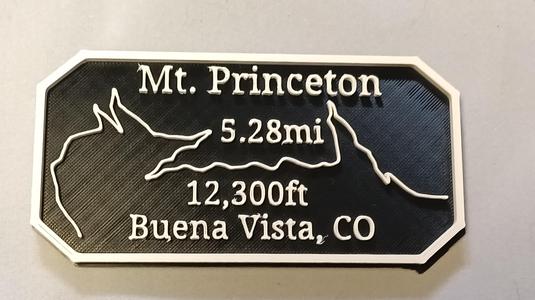 Mt. Princeton
5.28mi
12,300ft
Buena Vista, CO